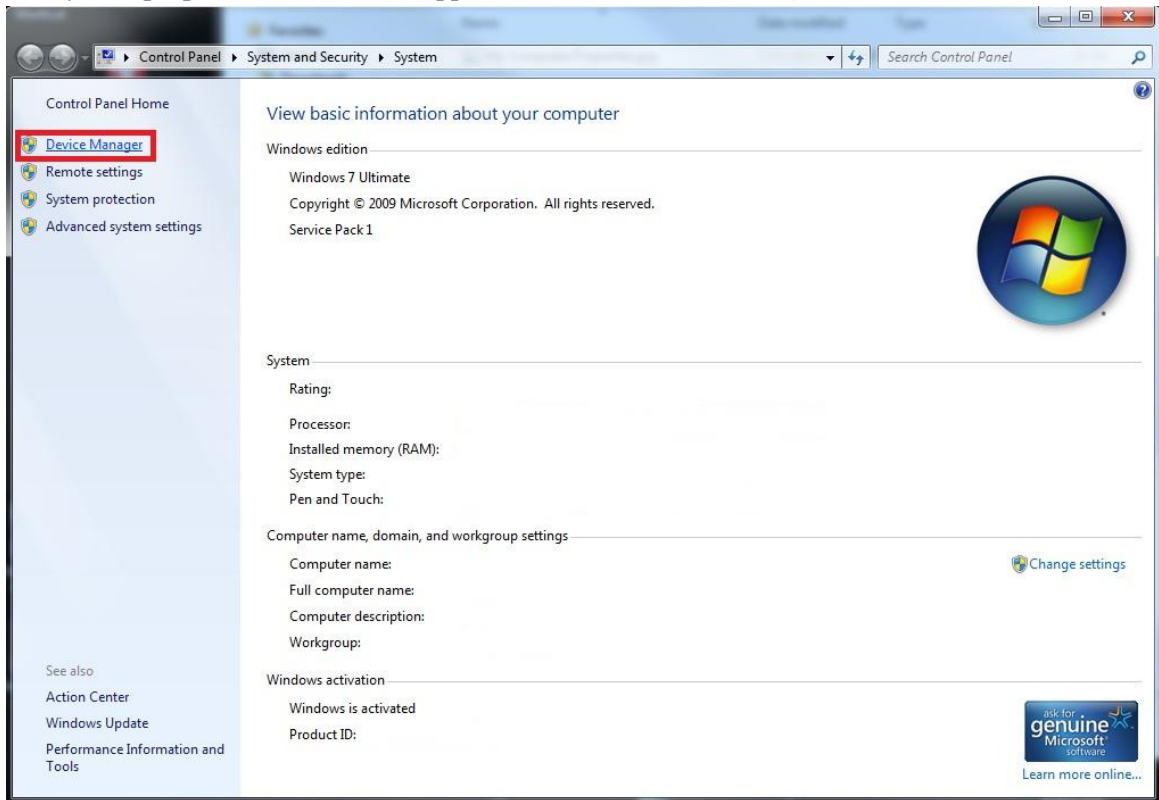 Control Panel ▸ System and Security ▸ System
Search Control Panel
Control Panel Home
Device Manager
Remote settings
System protection
Advanced system settings
See also
Action Center
Windows Update
Performance Information and
Tools
View basic information about your computer
Windows edition
Windows 7 Ultimate
Copyright © 2009 Microsoft Corporation. All rights reserved.
Service Pack 1
System
Rating:
Processor:
Installed memory (RAM):
System type:
Pen and Touch:
Computer name, domain, and workgroup settings
Computer name:
Change settings
Full computer name:
Computer description:
Workgroup:
Windows activation
Windows is activated
Product ID:
ask for
genuine
Microsoft
software
Learn more online...